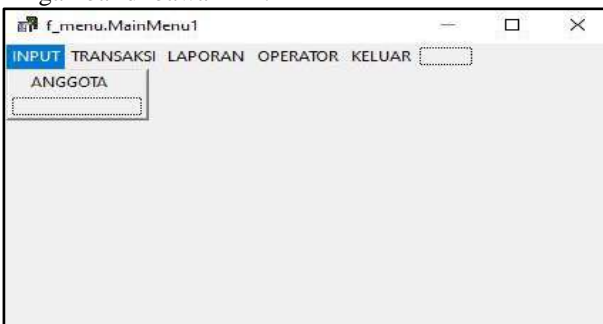 f_menu.MainMenu1
INPUT TRANSAKSI LAPORAN OPERATOR KELUAR
ANGGOTA